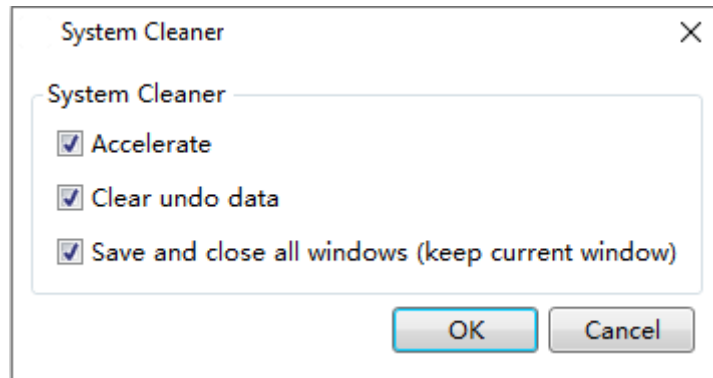 System Cleaner
System Cleaner
Accelerate
Clear undo data
Save and close all windows (keep current window)
OK Cancel